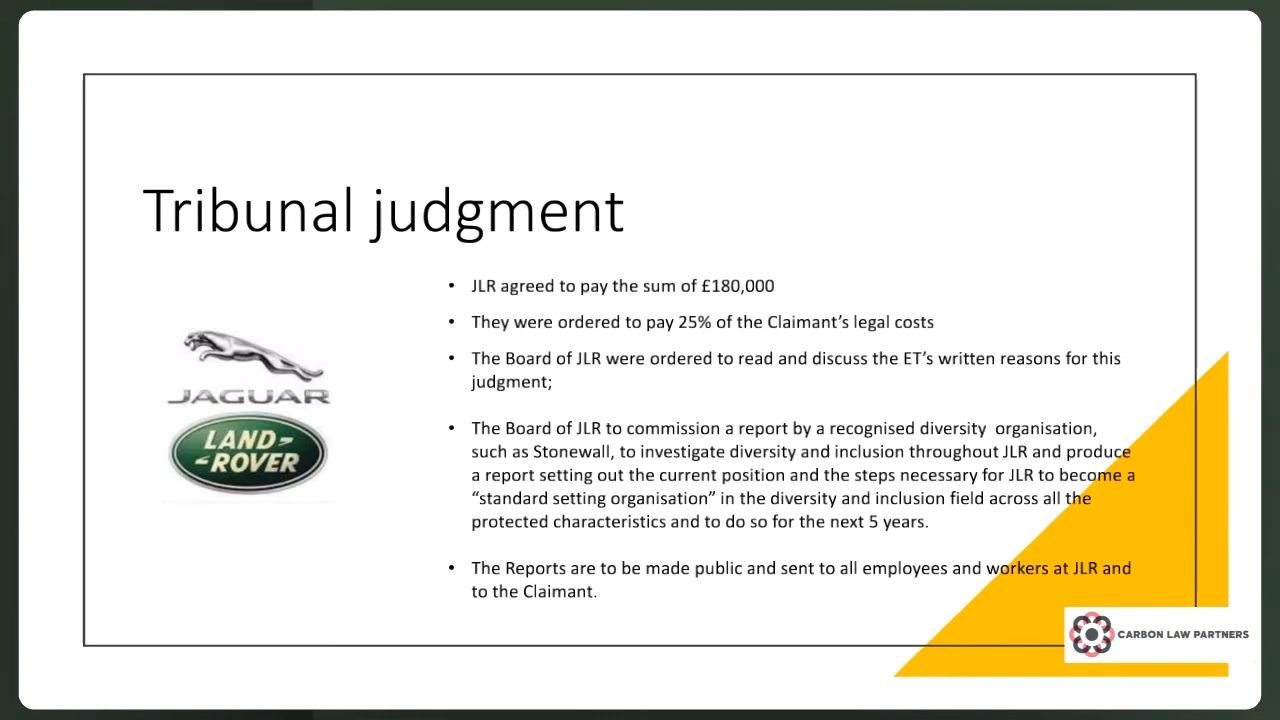 Tribunal judgment
• JLR agreed to pay the sum of £180,000
• They were ordered to pay 25% of the Claimant’s legal costs
• The Board of JLR were ordered to read and discuss the ET’s written reasons for this
judgment;
JAGUAR
LAND-
-ROVER
• The Board of JLR to commission a report by a recognised diversity  organisation,
such as Stonewall, to investigate diversity and inclusion throughout JLR and produce
a report setting out the current position and the steps necessary for JLR to become a
“standard setting organisation” in the diversity and inclusion field across all the
protected characteristics and to do so for the next 5 years.
• The Reports are to be made public and sent to all employees and workers at JLR and
to the Claimant.
CARBON LAW PARTNERS